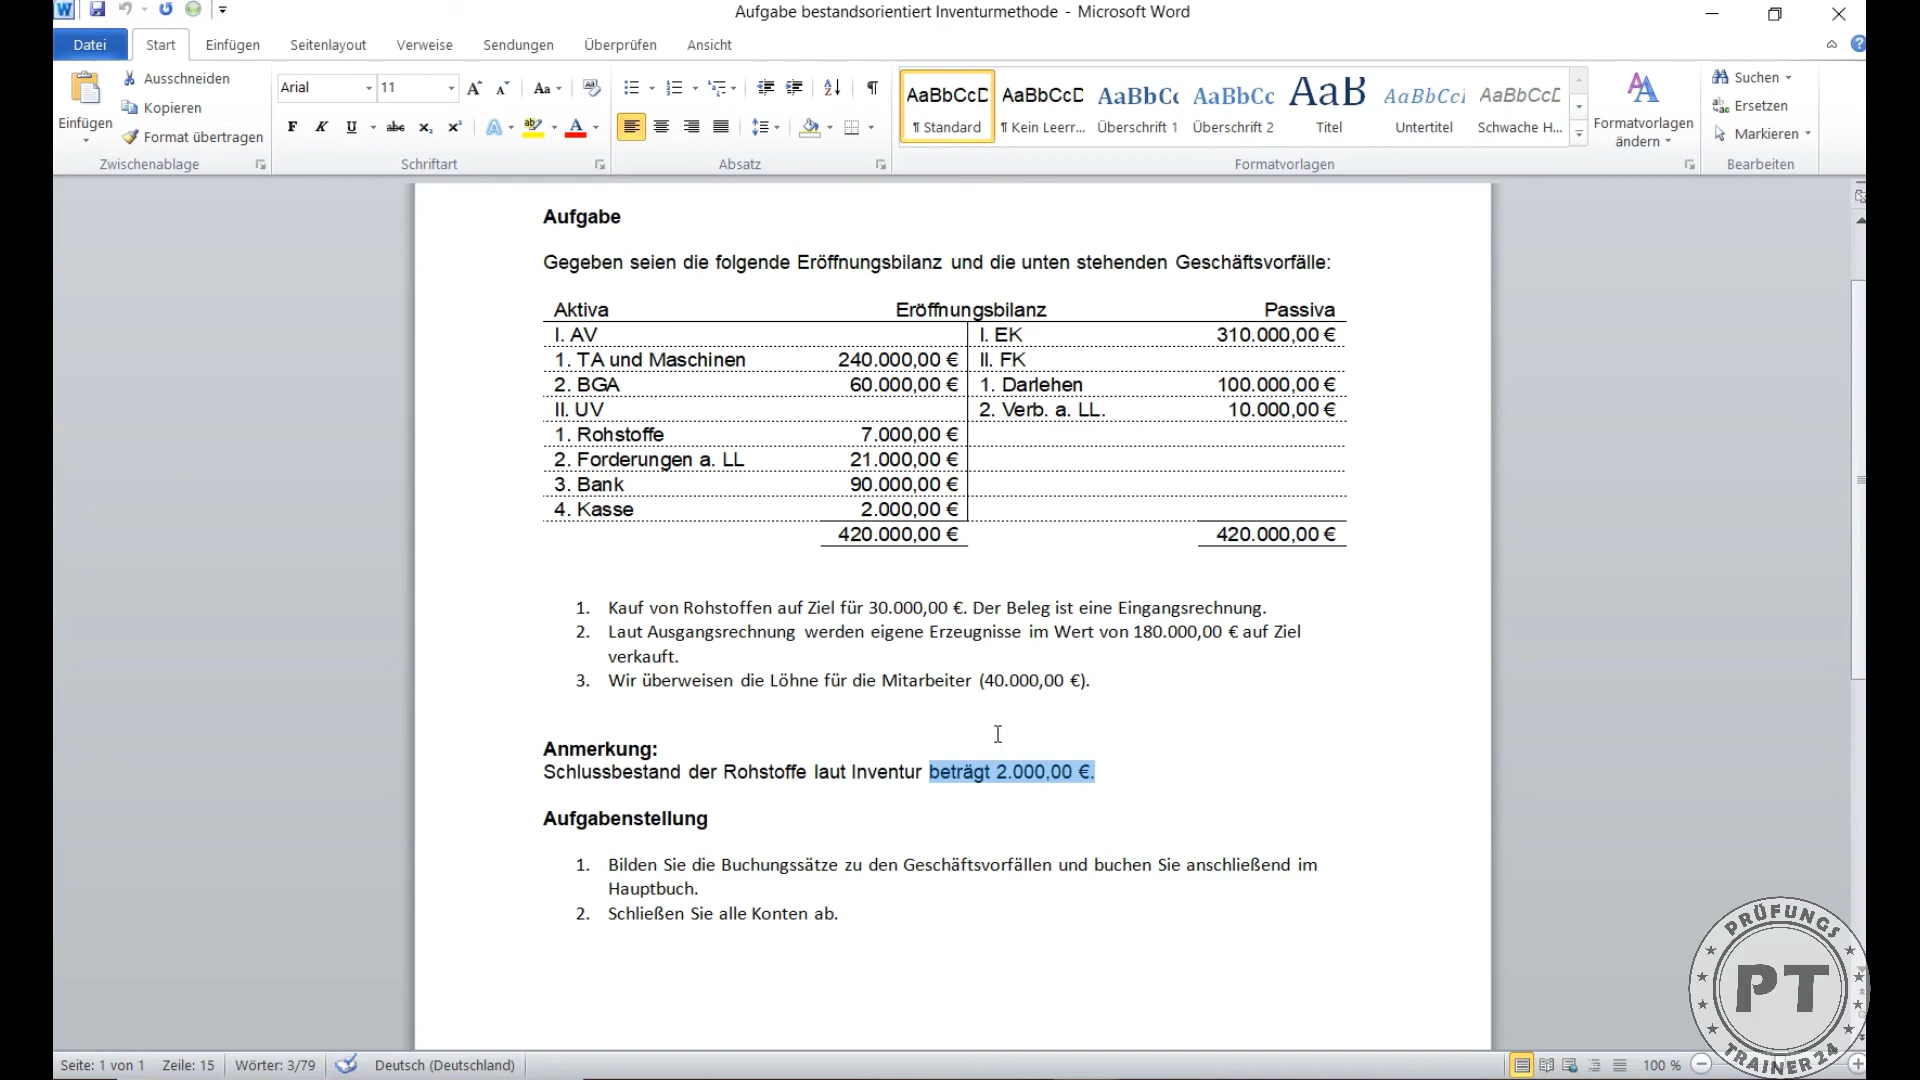 Aufgabe bestandsorientiert Inventurmethode - Microsoft Word
Datei Start Einfügen Seitenlayout Verweise Sendungen Überprüfen Ansicht
Einfügen
Ausschneiden
Kopieren
Format übertragen
Zwischenablage
Arial 11
F K U abc x₂ x²
Schriftart
Absatz
AaBbCcD AaBbCcD AaBbC AaBbCc AaB AaBbCcI AaBbCcD
¶ Standard ¶ Kein Leerr... Überschrift 1 Überschrift 2 Titel Untertitel Schwache H...
Formatvorlagen ändern
Formatvorlagen
Suchen
Ersetzen
Markieren
Bearbeiten
Aufgabe
Gegeben seien die folgende Eröffnungsbilanz und die unten stehenden Geschäftsvorfälle:
Aktiva Eröffnungsbilanz Passiva
I. AV I. EK 310.000,00 €
1. TA und Maschinen 240.000,00 € II. FK
2. BGA 60.000,00 € 1. Darlehen 100.000,00 €
II. UV 2. Verb. a. LL. 10.000,00 €
1. Rohstoffe 7.000,00 €
2. Forderungen a. LL 21.000,00 €
3. Bank 90.000,00 €
4. Kasse 2.000,00 €
420.000,00 € 420.000,00 €
1. Kauf von Rohstoffen auf Ziel für 30.000,00 €. Der Beleg ist eine Eingangsrechnung.
2. Laut Ausgangsrechnung werden eigene Erzeugnisse im Wert von 180.000,00 € auf Ziel
verkauft.
3. Wir überweisen die Löhne für die Mitarbeiter (40.000,00 €).
Anmerkung:
Schlussbestand der Rohstoffe laut Inventur beträgt 2.000,00 €.
Aufgabenstellung
1. Bilden Sie die Buchungssätze zu den Geschäftsvorfällen und buchen Sie anschließend im
Hauptbuch.
2. Schließen Sie alle Konten ab.
PRÜFUNGS
PT
TRAINER24
Seite: 1 von 1 Zeile: 15 Wörter: 3/79 Deutsch (Deutschland) 100 %